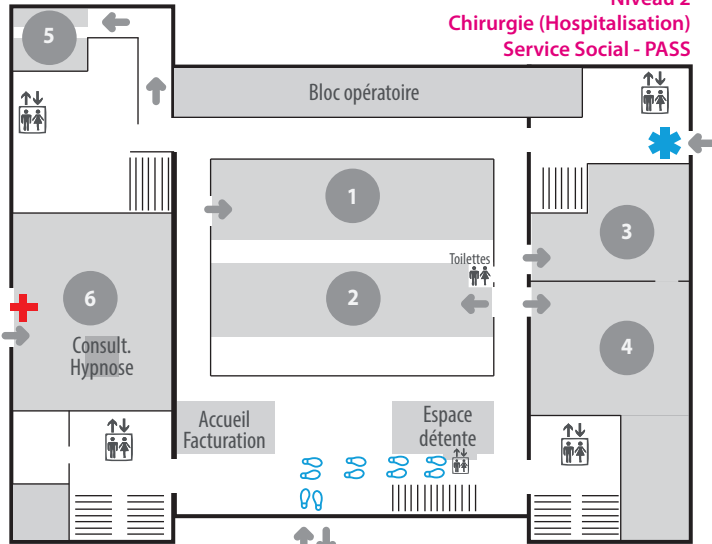 Niveau 2
Chirurgie (Hospitalisation)
Service Social - PASS
5
Bloc opératoire
1
3
Toilettes
2
6
4
Consult.
Hypnose
Accueil
Facturation
Espace
détente